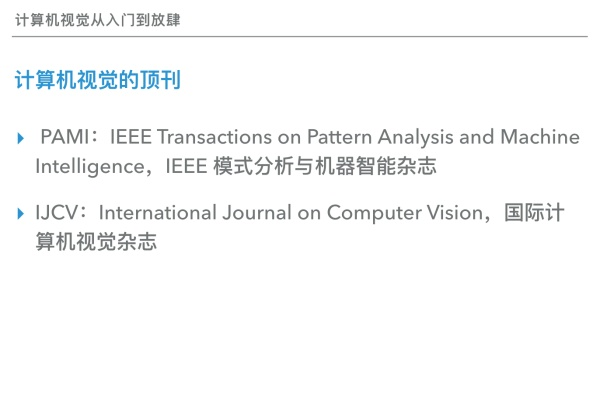 计算机视觉从入门到放肆
计算机视觉的顶刊
PAMI：IEEE Transactions on Pattern Analysis and Machine
Intelligence，IEEE 模式分析与机器智能杂志
IJCV：International Journal on Computer Vision，国际计
算机视觉杂志